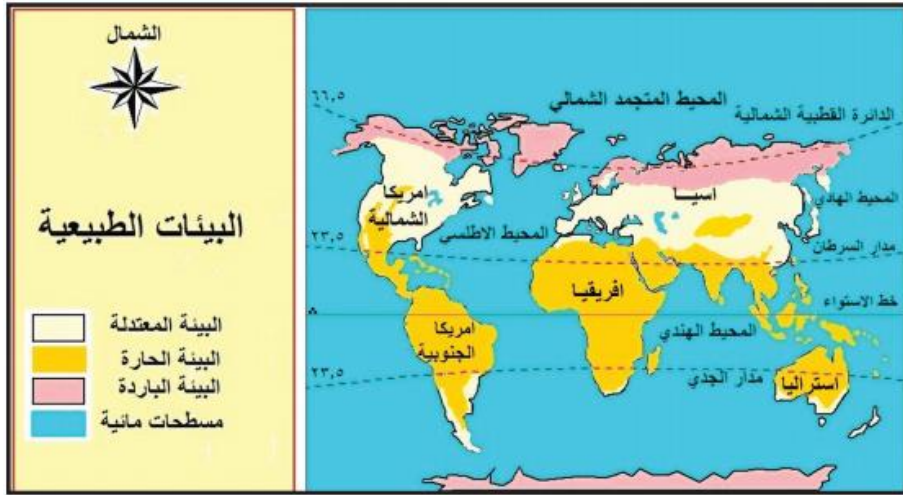 الشمال
البيئات الطبيعية
البيئة المعتدلة
البيئة الحارة
البيئة الباردة
مسطحات مائية
المحيط المتجمد الشمالي
٦٦,٥
الدائرة القطبية الشمالية
امريكا
الشمالية
اسيا
المحيط الهادي
المحيط الاطلسي
٢٣,٥
مدار السرطان
افريقيا
خط الاستواء
٥
امريكا
الجنوبية
المحيط الهندي
٢٣,٥
مدار الجدي
استراليا